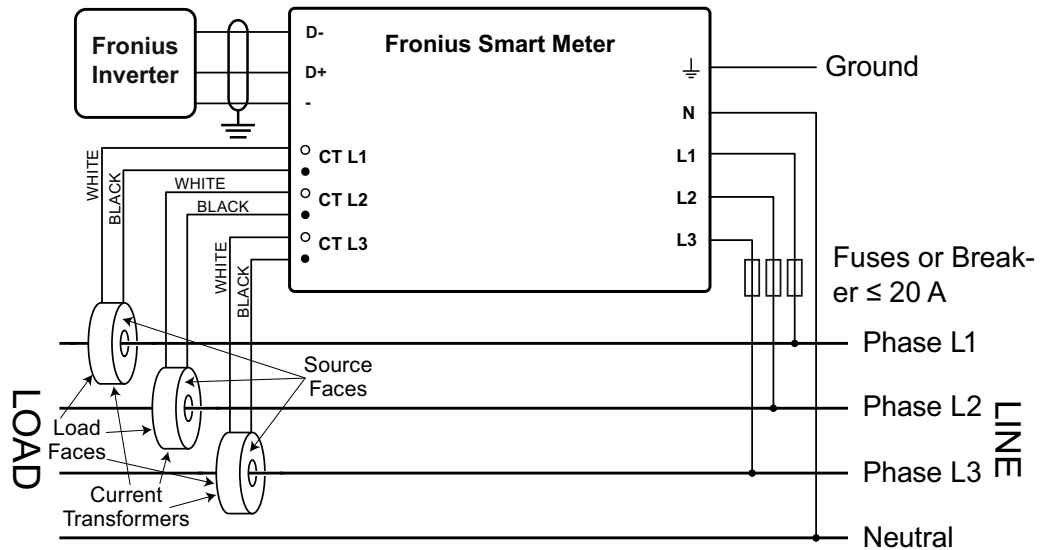 Fronius
Inverter
D-
D+
-
Fronius Smart Meter
Ground
N
L1
L2
L3
CT L1
CT L2
CT L3
WHITE
BLACK
WHITE
BLACK
WHITE
BLACK
Fuses or Break-
er ≤ 20 A
Phase L1
Source
Faces
Phase L2
LOAD
LINE
Load
Faces
Phase L3
Current
Transformers
Neutral